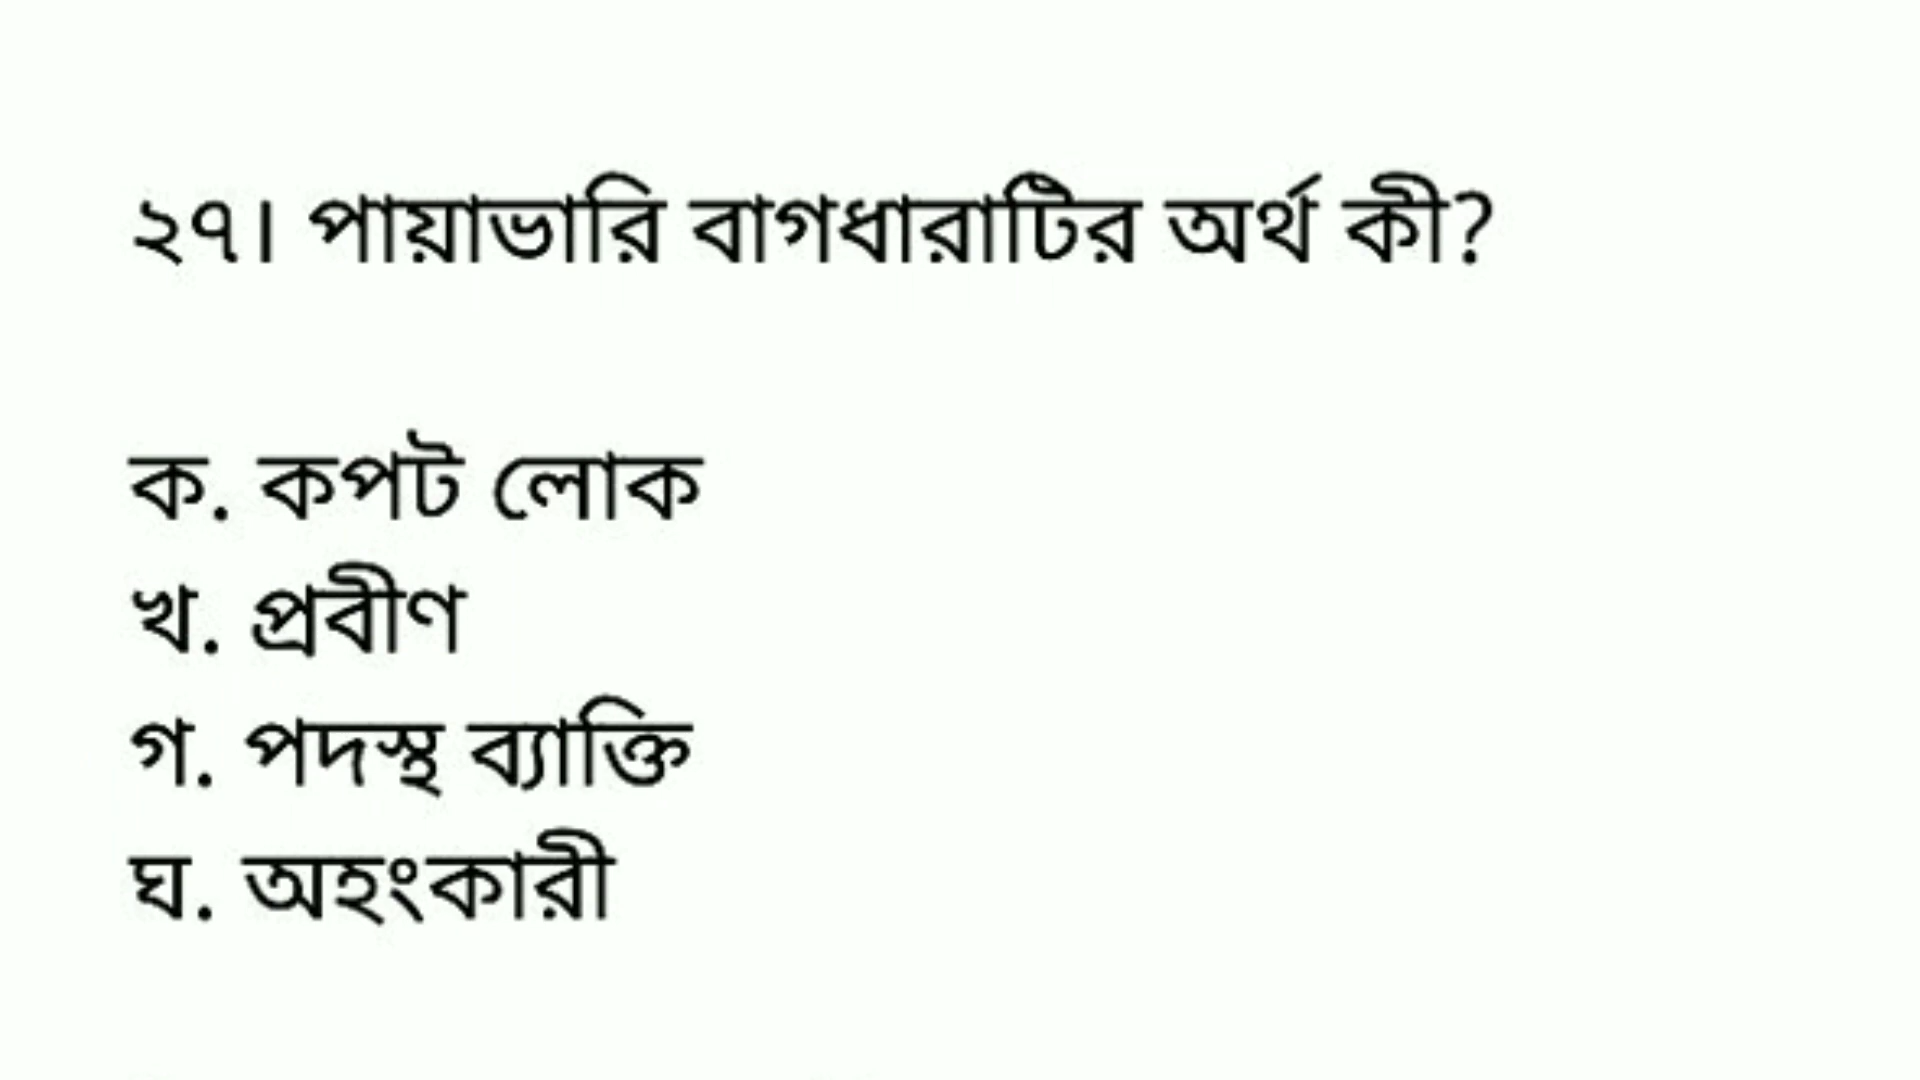 ২৭। পায়াভারি বাগধারাটির অর্থ কী?
ক. কপট লোক
খ. প্রবীণ
গ. পদস্থ ব্যাক্তি
ঘ. অহংকারী